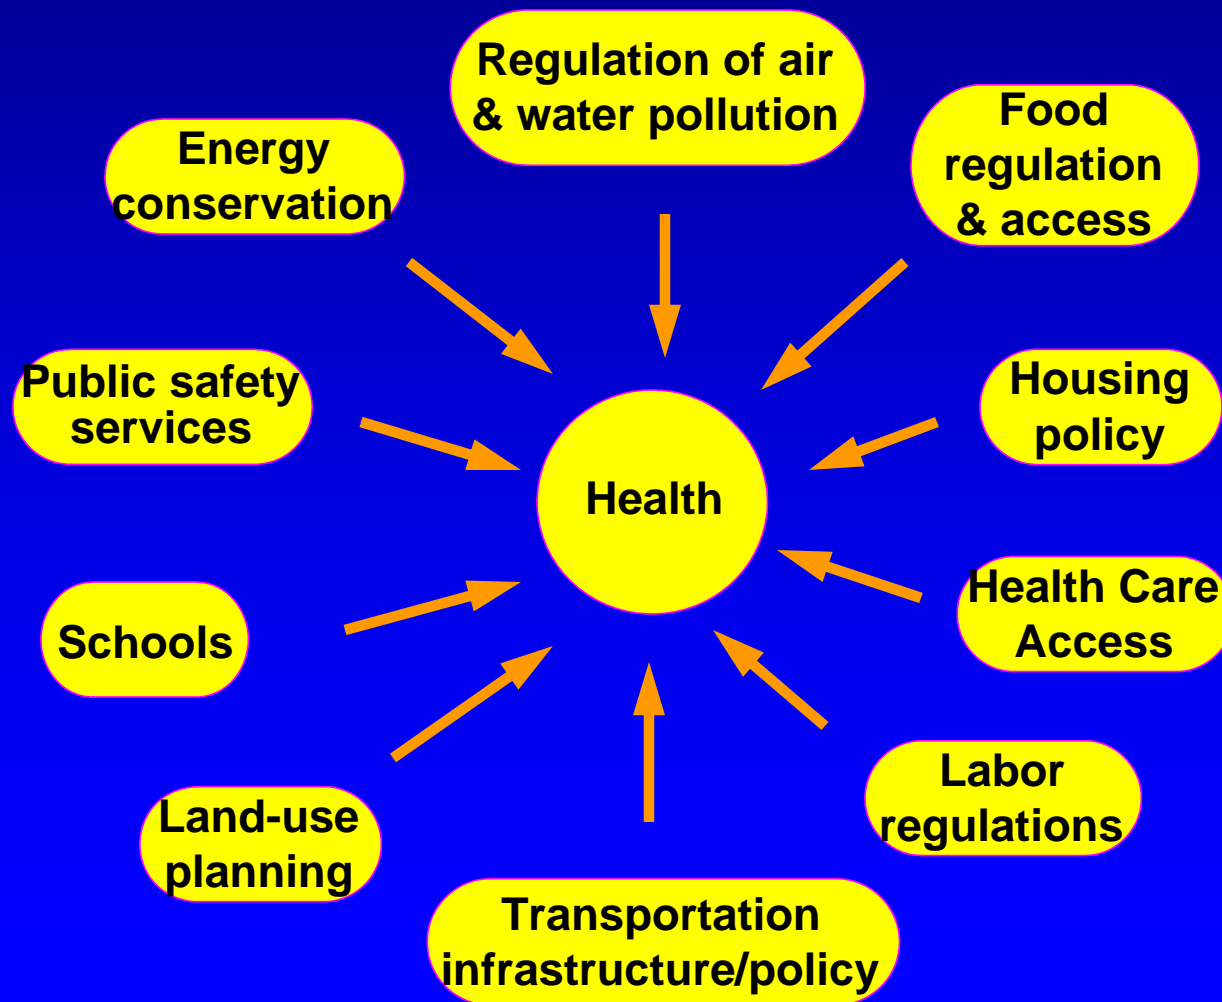 Regulation of air
& water pollution
Food
regulation
& access
Energy
conservation
Public safety
services
Housing
policy
Health
Schools
Health Care
Access
Land-use
planning
Labor
regulations
Transportation
infrastructure/policy